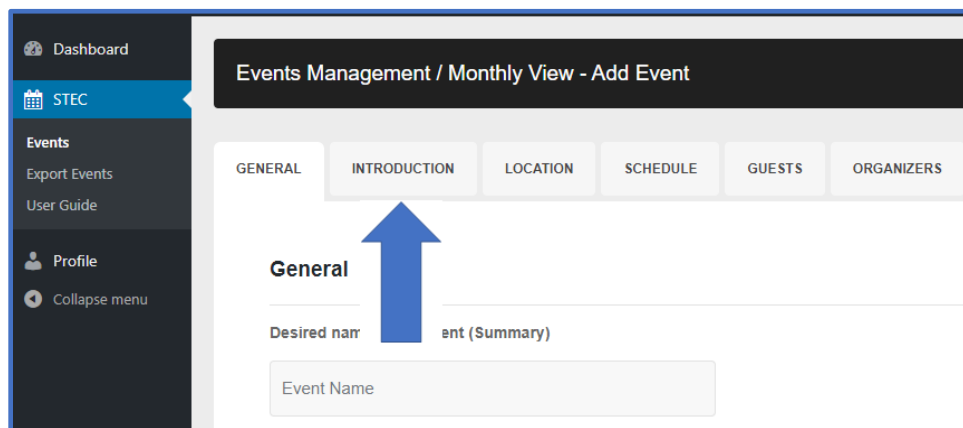 Dashboard
STEC
Events
Export Events
User Guide
Profile
Collapse menu
Events Management / Monthly View - Add Event
GENERAL INTRODUCTION LOCATION SCHEDULE GUESTS ORGANIZERS
General
Desired nam ent (Summary)
Event Name